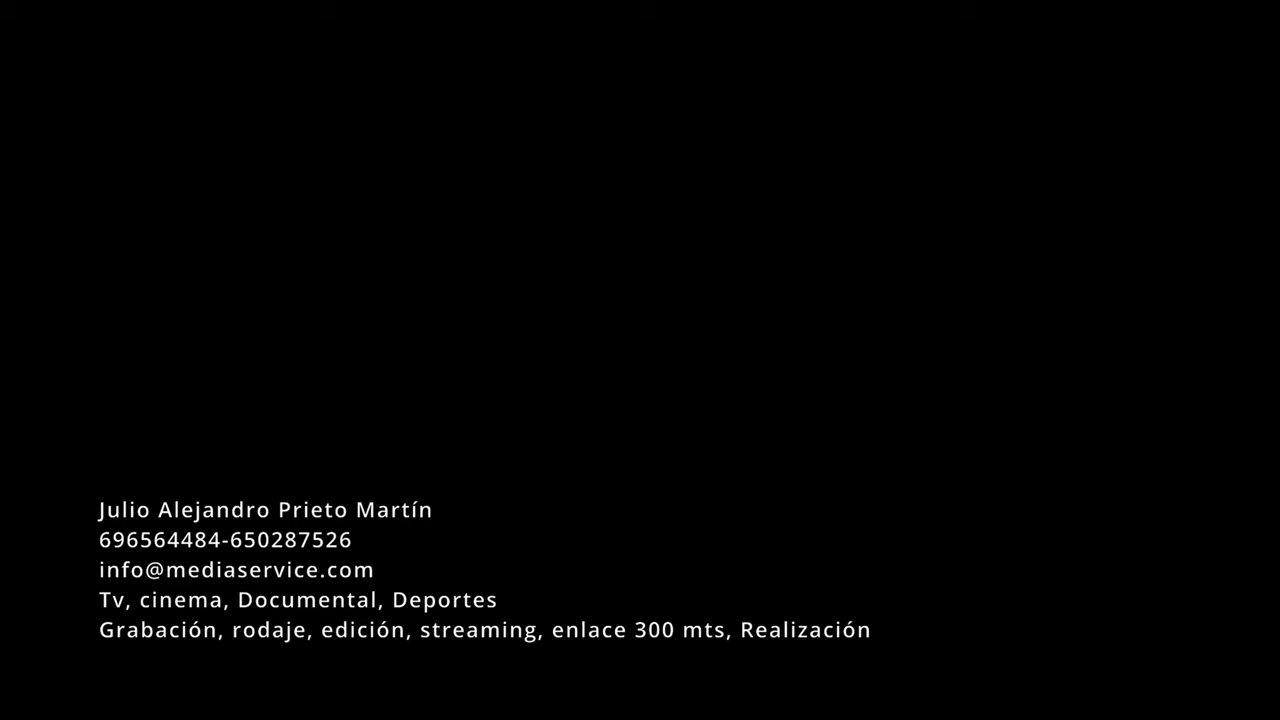 Julio Alejandro Prieto Martín
696564484-650287526
info@mediaservice.com
Tv, cinema, Documental, Deportes
Grabación, rodaje, edición, streaming, enlace 300 mts, Realización